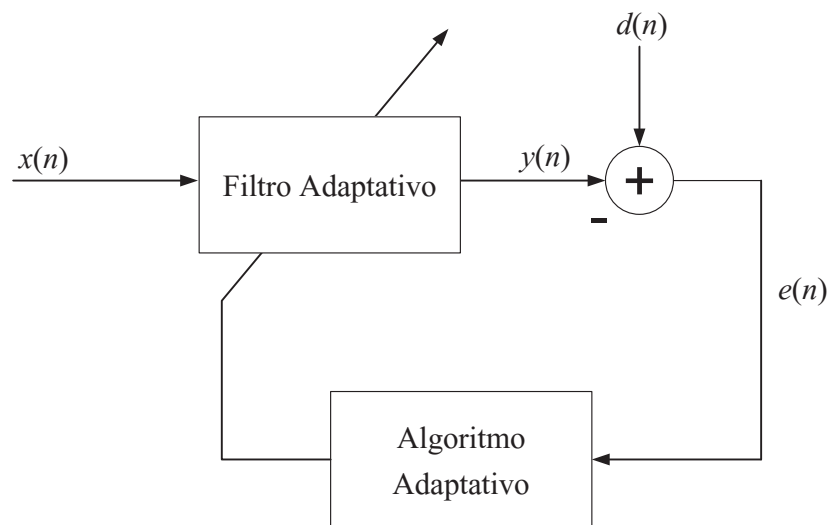 d(n)
x(n)
y(n)
Filtro Adaptativo
+
-
e(n)
Algoritmo
Adaptativo